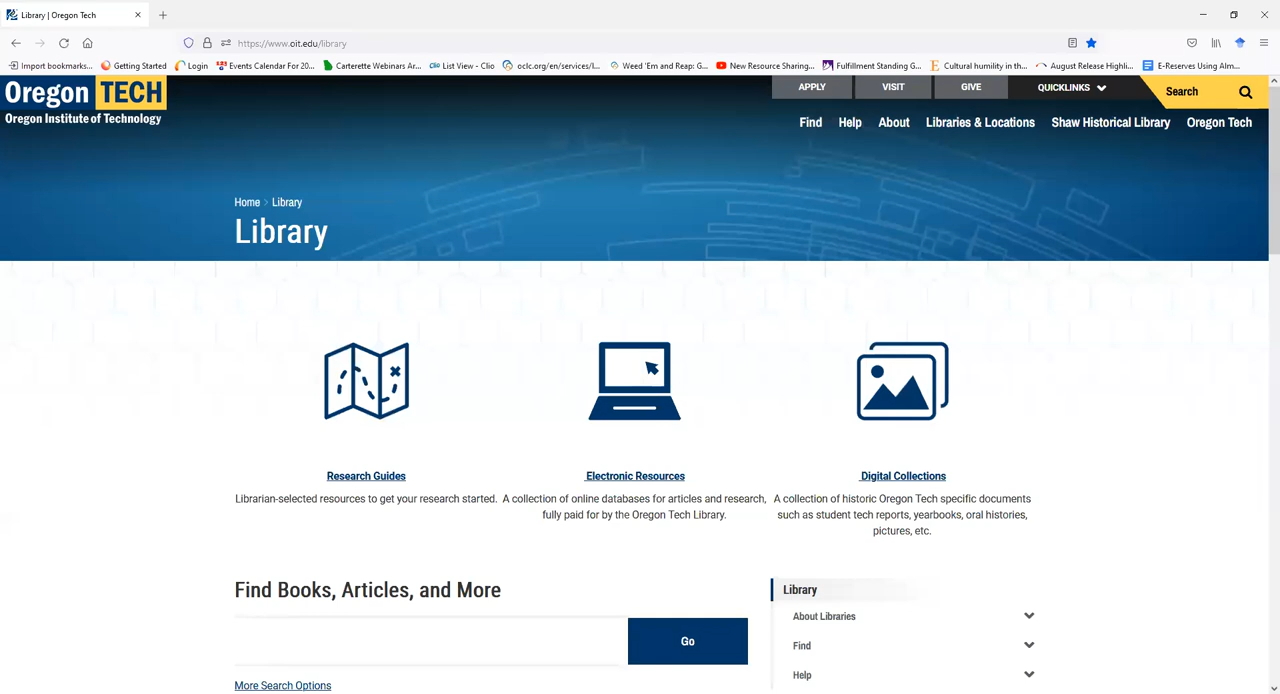 Library | Oregon Tech
https://www.oit.edu/library
Import bookmarks... Getting Started Login Events Calendar For 20... Carterette Webinars Ar... List View - Clio oclc.org/en/services/l... Weed 'Em and Reap: G... New Resource Sharing... Fulfillment Standing G... Cultural humility in th... August Release Highli... E-Reserves Using Alm...
Oregon TECH
Oregon Institute of Technology
APPLY VISIT GIVE QUICKLINKS Search
Find Help About Libraries & Locations Shaw Historical Library Oregon Tech
Home > Library
Library
Research Guides
Librarian-selected resources to get your research started.
Electronic Resources
A collection of online databases for articles and research,
fully paid for by the Oregon Tech Library.
Digital Collections
A collection of historic Oregon Tech specific documents
such as student tech reports, yearbooks, oral histories,
pictures, etc.
Find Books, Articles, and More
Go
More Search Options
Library
About Libraries
Find
Help